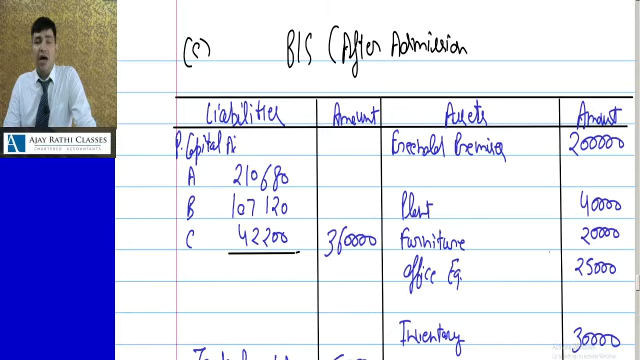 (c) B/S (After Admission
Liabilities Amount Assets Amount
P. Capital A/c Freehold Premises 200000
A 210680
B 107120 Plant 40000
C 42200 360000 Furniture 20000
Office Eq. 25000
Inventory 30000
AJAY RATHI CLASSES
CHARTERED ACCOUNTANTS